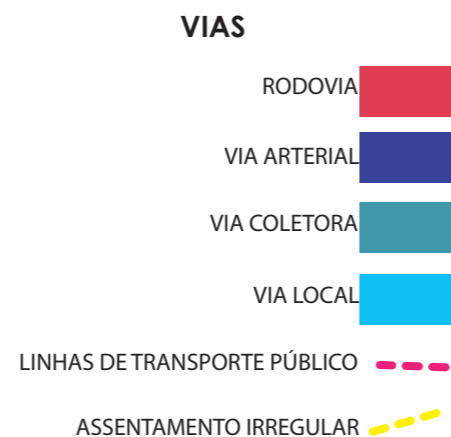 VIAS
RODOVIA
VIA ARTERIAL
VIA COLETORA
VIA LOCAL
LINHAS DE TRANSPORTE PÚBLICO
ASSENTAMENTO IRREGULAR